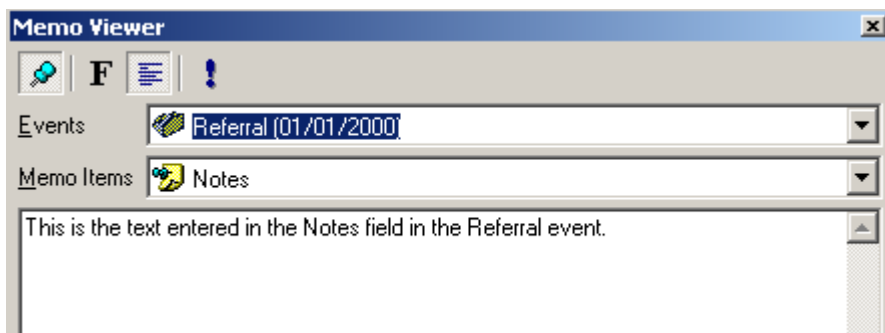 Memo Viewer
F
Events Referral (01/01/2000)
Memo Items Notes
This is the text entered in the Notes field in the Referral event.